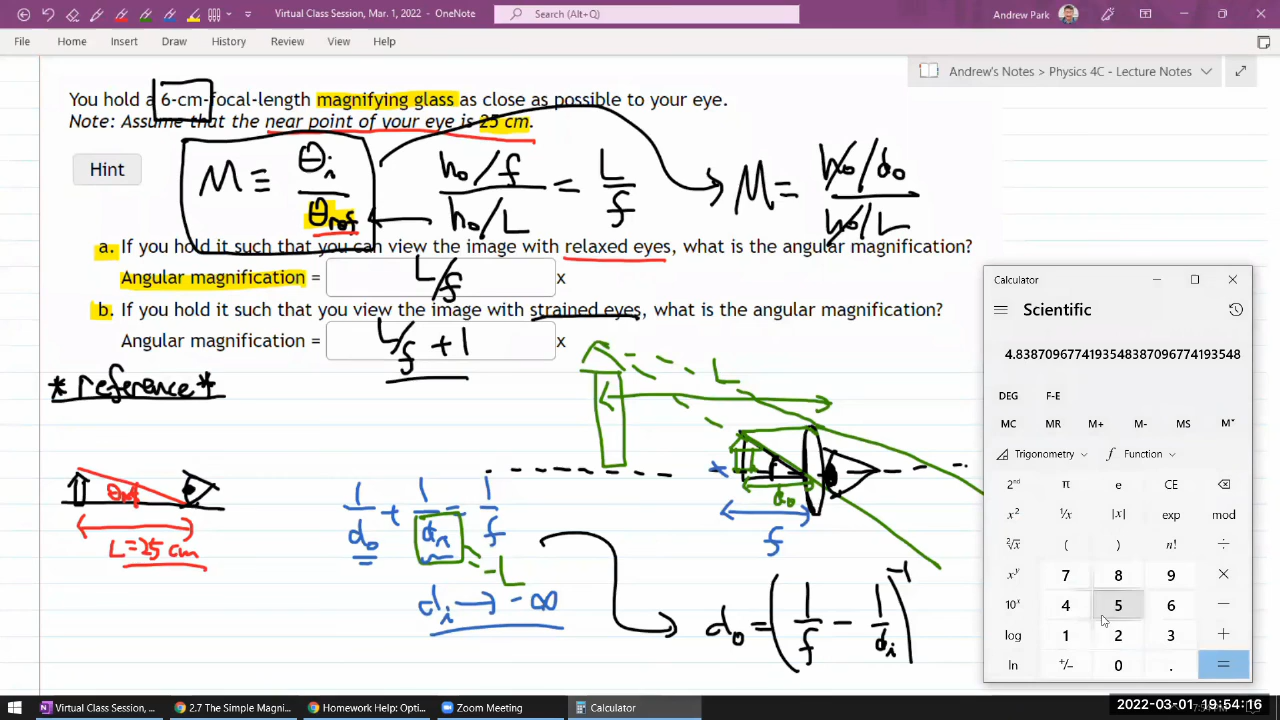 Virtual Class Session, Mar. 1, 2022 - OneNote
Search (Alt+Q)
Andrew Park
File Home Insert Draw History Review View Help
Andrew's Notes > Physics 4C - Lecture Notes
You hold a 6-cm-focal-length magnifying glass as close as possible to your eye.
Note: Assume that the near point of your eye is 25 cm.
Hint
M ≡ θi / θref
h₀/f / h₀/L = L/f
M = h₀/d₀ / h₀/L
a. If you hold it such that you can view the image with relaxed eyes, what is the angular magnification?
Angular magnification = L/f x
b. If you hold it such that you view the image with strained eyes, what is the angular magnification?
Angular magnification = L/f + 1 x
*reference*
θref
L=25 cm
1/d₀ + 1/di = 1/f
-L
di → -∞
L
f
d₀
f
d₀ = (1/f - 1/di)⁻¹
Calculator
Scientific
4.8387096774193548387096774193548
DEG F-E
MC MR M+ M- MS M˅
Trigonometry Function
2ⁿᵈ π e CE
x² ¹/x |x| exp mod
²√x ( ) n! ÷
xʸ 7 8 9 ×
10ˣ 4 5 6 −
log 1 2 3 +
ln +/- 0 . =
Virtual Class Session, ...
2.7 The Simple Magni...
Homework Help: Opti...
Zoom Meeting
Calculator
2022-03-01 19:54:16